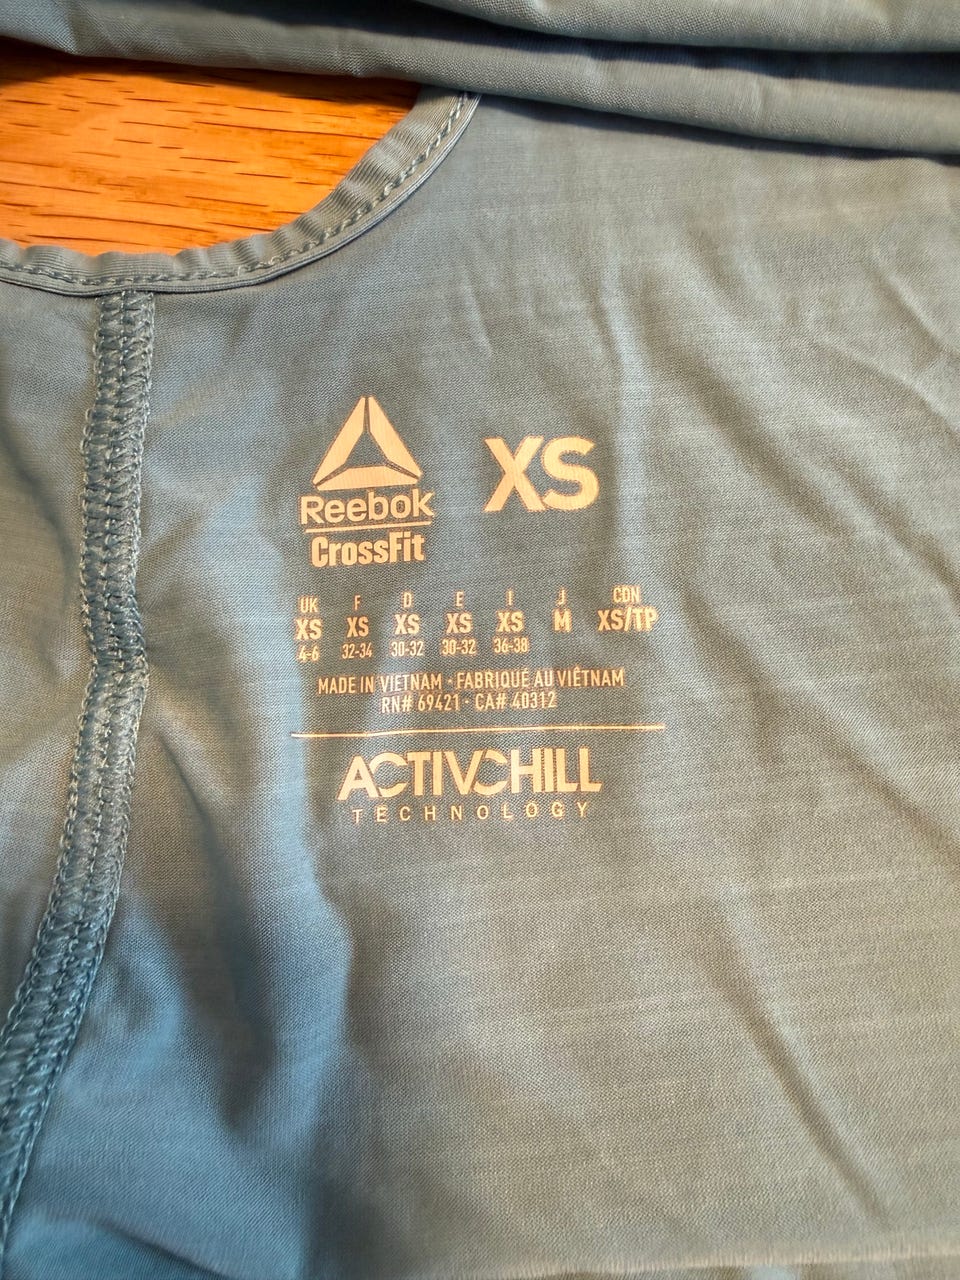 Reebok
CrossFit
XS
UK F D E I J CDN
XS XS XS XS XS M XS/TP
4-6 32-34 30-32 30-32 36-38
MADE IN VIETNAM · FABRIQUÉ AU VIÊTNAM
RN# 69421 · CA# 40312
ACTIVCHILL
TECHNOLOGY